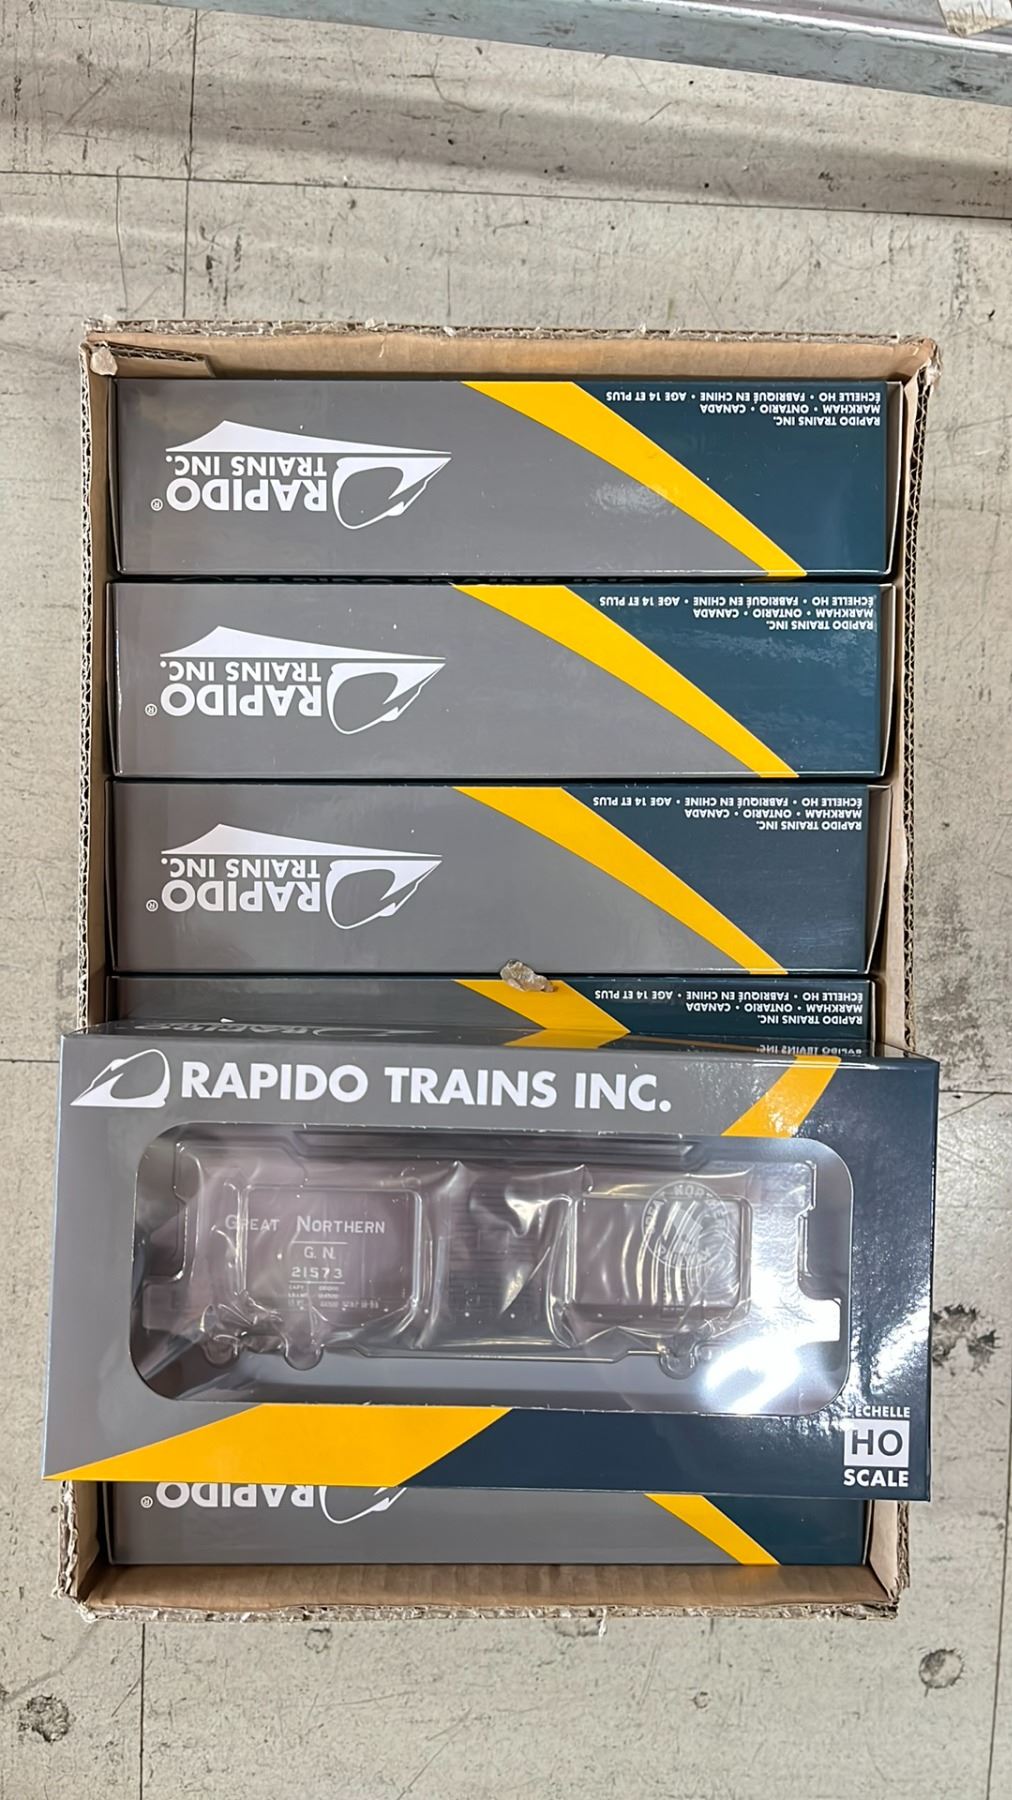 RAPIDO TRAINS INC.
MARKHAM • ONTARIO • CANADA
ÉCHELLE HO • FABRIQUÉ EN CHINE • AGE 14 ET PLUS
RAPIDO
TRAINS INC.
RAPIDO TRAINS INC.
MARKHAM • ONTARIO • CANADA
ÉCHELLE HO • FABRIQUÉ EN CHINE • AGE 14 ET PLUS
RAPIDO®
TRAINS INC.
RAPIDO TRAINS INC.
MARKHAM • ONTARIO • CANADA
ÉCHELLE HO • FABRIQUÉ EN CHINE • AGE 14 ET PLUS
RAPIDO®
TRAINS INC.
RAPIDO TRAINS INC.
MARKHAM • ONTARIO • CANADA
ÉCHELLE HO • FABRIQUÉ EN CHINE • AGE 14 ET PLUS
RAPIDO TRAINS INC.
GREAT NORTHERN
G. N.
21573
ÉCHELLE
HO
SCALE
RAPIDO®